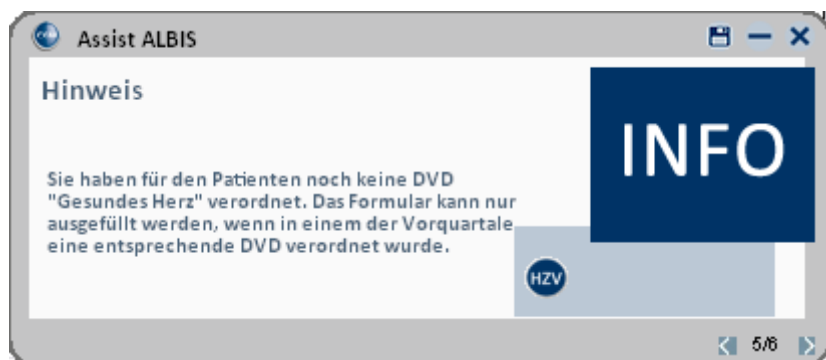 Assist ALBIS
Hinweis
INFO
Sie haben für den Patienten noch keine DVD
"Gesundes Herz" verordnet. Das Formular kann nur
ausgefüllt werden, wenn in einem der Vorquartale
eine entsprechende DVD verordnet wurde.
HZV
5/6